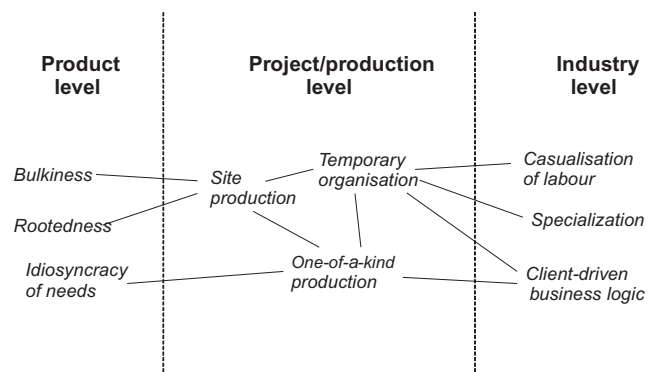 Product
level
Project/production
level
Industry
level
Bulkiness
Rootedness
Idiosyncracy
of needs
Site
production
Temporary
organisation
One-of-a-kind
production
Casualisation
of labour
Specialization
Client-driven
business logic